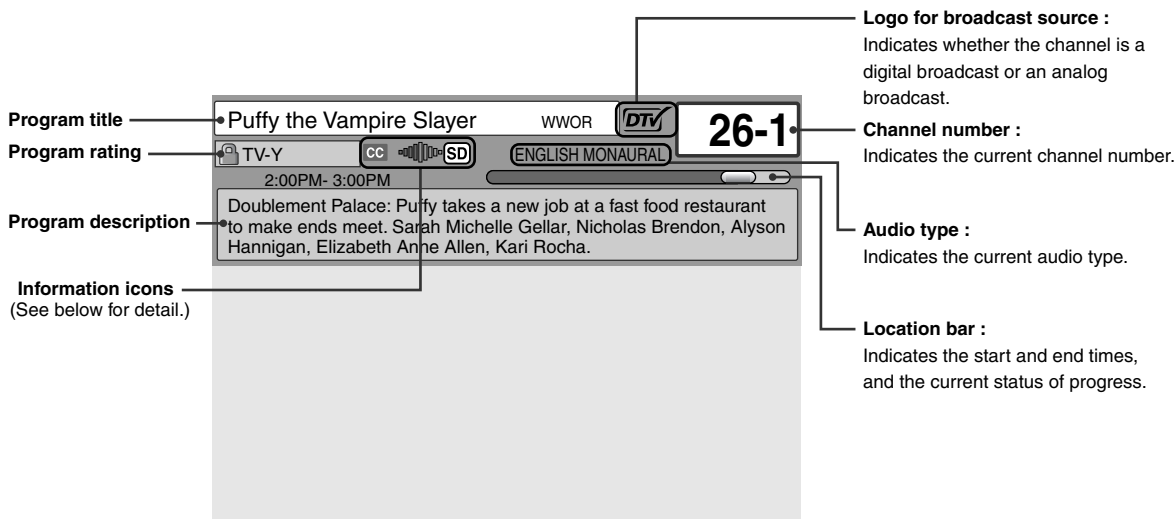 Logo for broadcast source :
Indicates whether the channel is a
digital broadcast or an analog
broadcast.
Program title
Puffy the Vampire Slayer
WWOR
DTV
26-1
Channel number :
Indicates the current channel number.
Program rating
TV-Y
CC
SD
ENGLISH MONAURAL
2:00PM- 3:00PM
Program description
Doublement Palace: Puffy takes a new job at a fast food restaurant
to make ends meet. Sarah Michelle Gellar, Nicholas Brendon, Alyson
Hannigan, Elizabeth Anne Allen, Kari Rocha.
Audio type :
Indicates the current audio type.
Information icons
(See below for detail.)
Location bar :
Indicates the start and end times,
and the current status of progress.